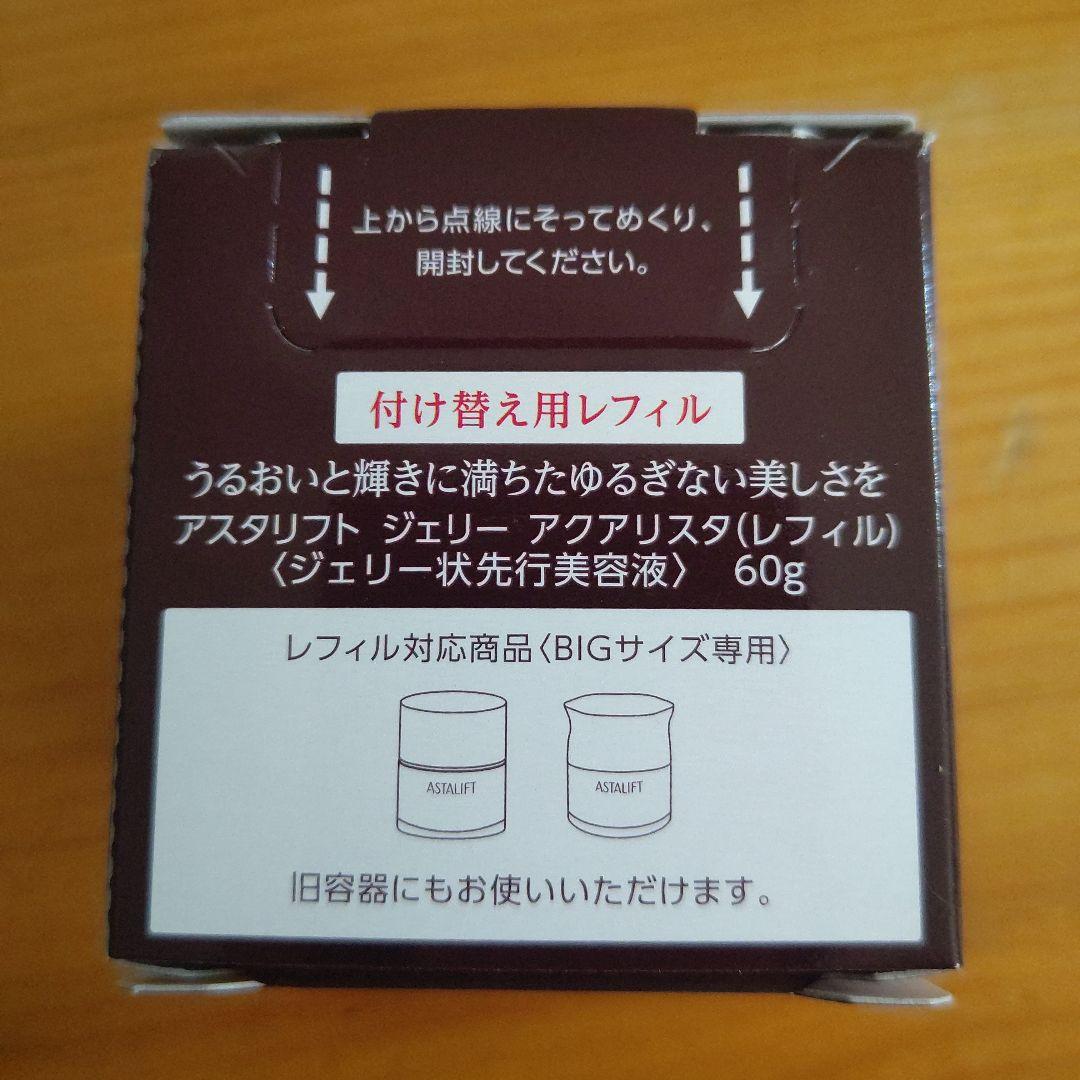 上から点線にそってめくり、
開封してください。
付け替え用レフィル
うるおいと輝きに満ちたゆるぎない美しさを
アスタリフト ジェリー アクアリスタ(レフィル)
〈ジェリー状先行美容液〉 60g
レフィル対応商品〈BIGサイズ専用〉
ASTALIFT
ASTALIFT
旧容器にもお使いいただけます。